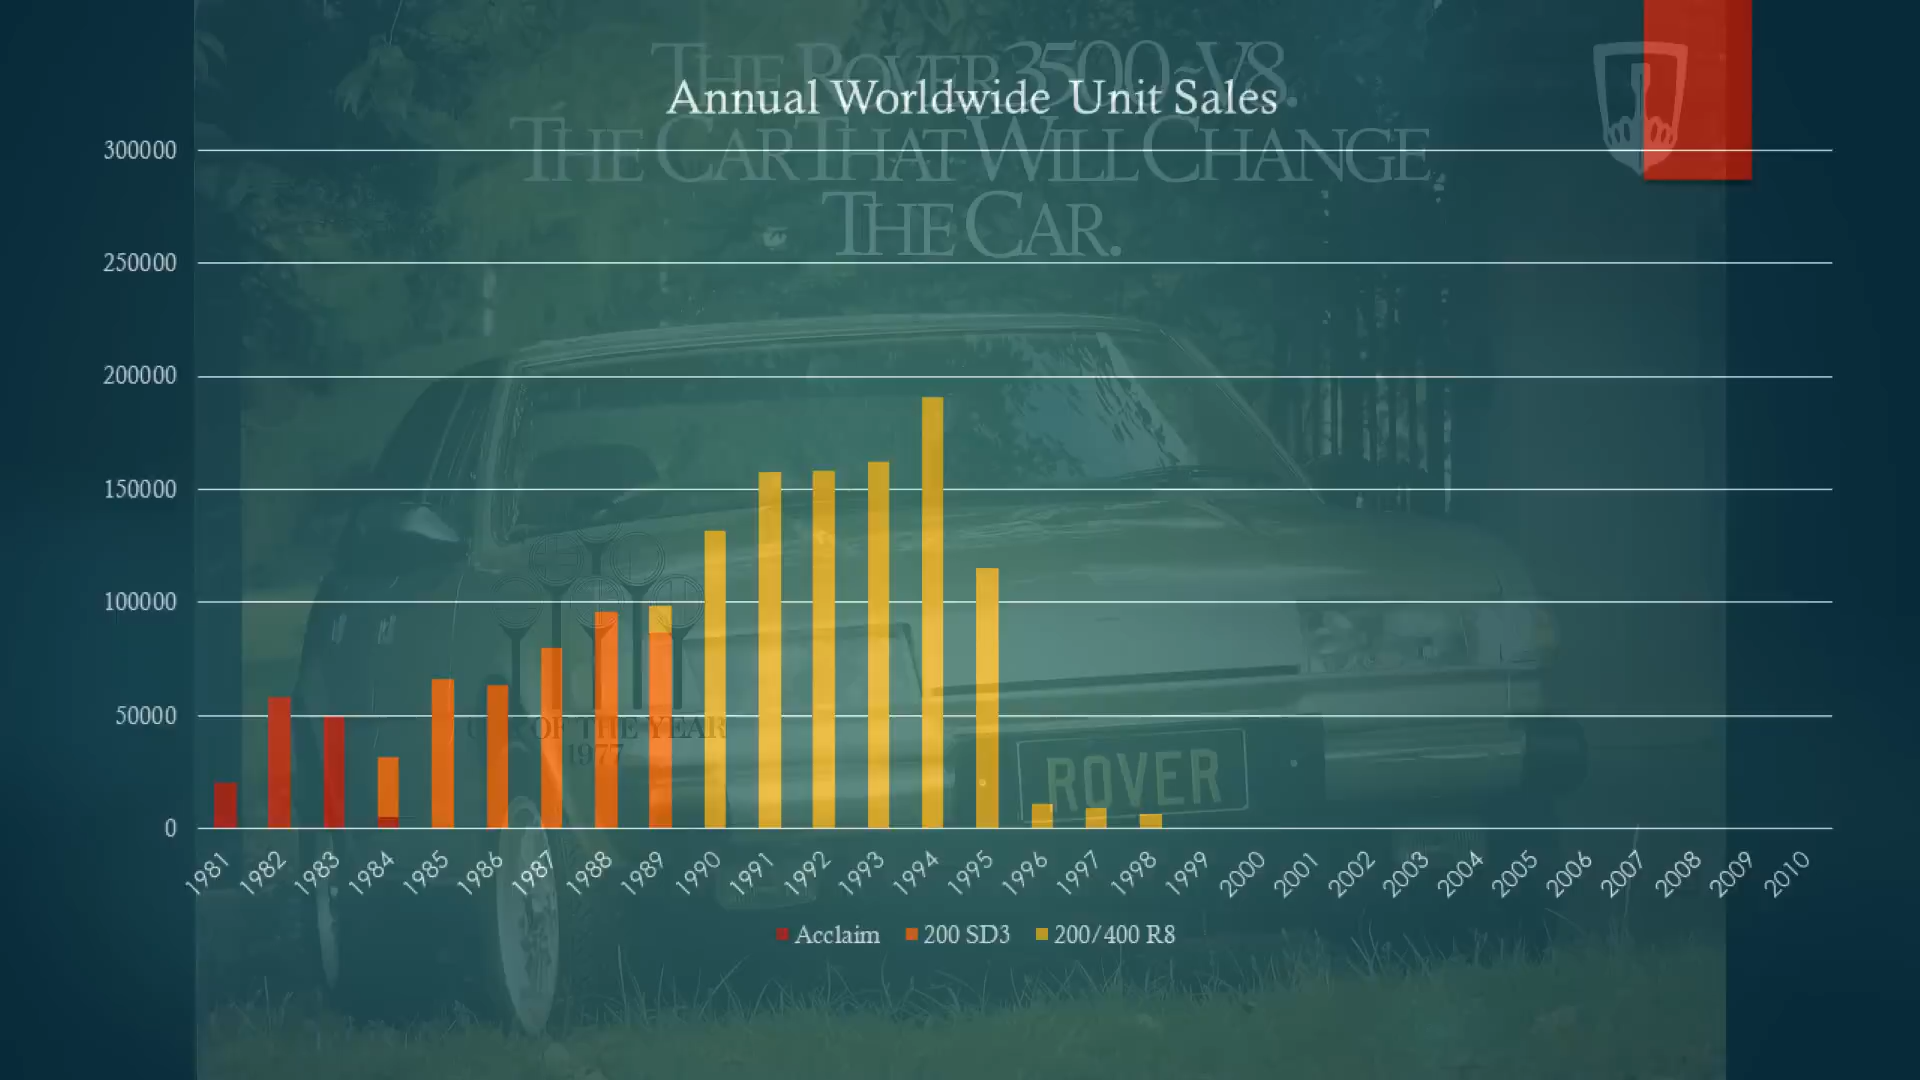 THE ROVER 3500~V8.
Annual Worldwide Unit Sales
THE CAR THAT WILL CHANGE
THE CAR.
300000
250000
200000
150000
100000
50000
0
OF THE YEAR
1977
ROVER
1981 1982 1983 1984 1985 1986 1987 1988 1989 1990 1991 1992 1993 1994 1995 1996 1997 1998 1999 2000 2001 2002 2003 2004 2005 2006 2007 2008 2009 2010
Acclaim 200 SD3 200/400 R8